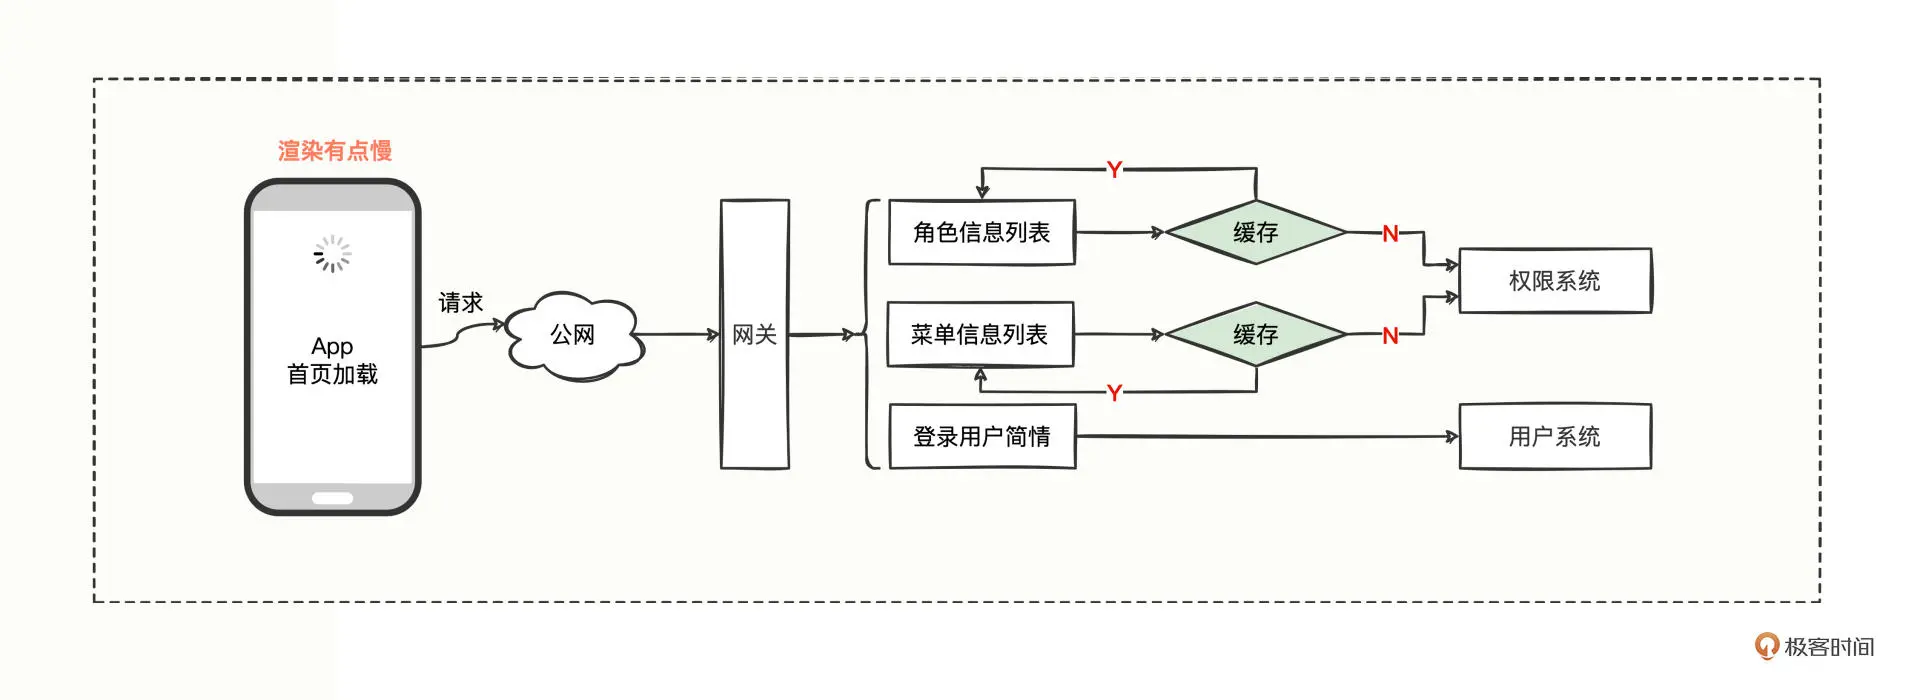 渲染有点慢
App
首页加载
请求
公网
网关
Y
角色信息列表
缓存
N
权限系统
菜单信息列表
缓存
N
Y
登录用户简情
用户系统
极客时间